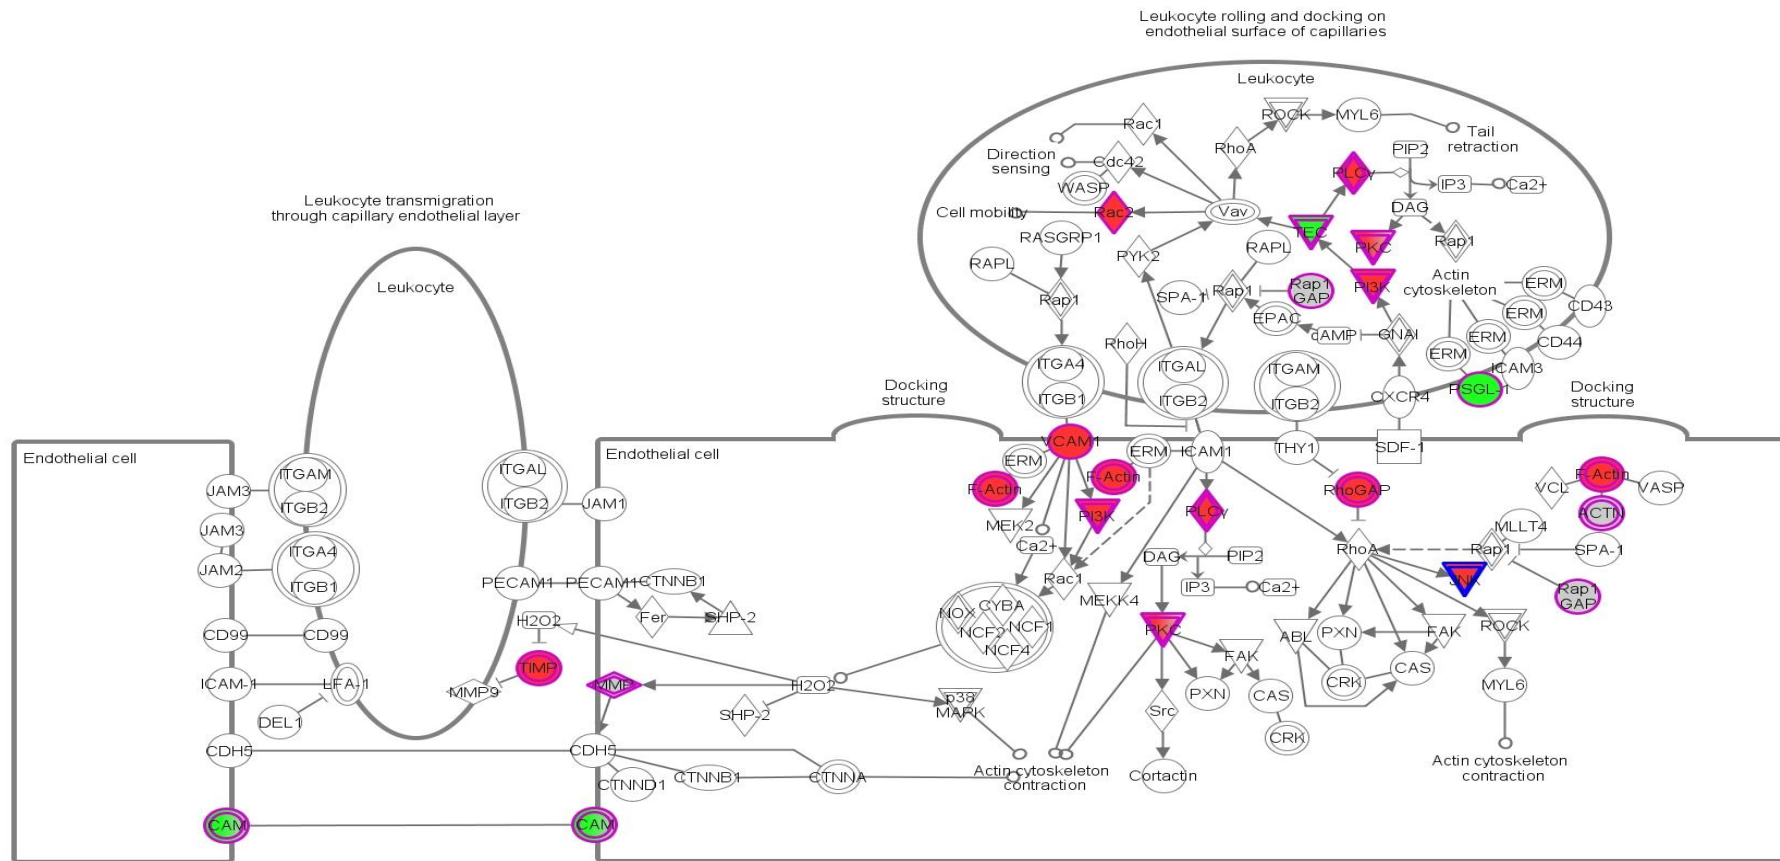 Leukocyte rolling and docking on
endothelial surface of capillaries
Leukocyte
ROCK
MYL6
Rac1
Tail
retraction
RhoA
PIP2
Direction
sensing
Cdc42
PLCγ
WASP
IP3
Ca2+
Leukocyte transmigration
through capillary endothelial layer
Cell mobility
Rac2
Vav
DAG
TEC
RASGRP1
PKC
Rap1
RAPL
PYK2
RAPL
Leukocyte
Actin
cytoskeleton
ERM
Rap1
SPA-1
Rap1
Rap1
GAP
PI3K
CD43
ERM
EPAC
cAMP
GNAI
ERM
RhoH
CD44
ERM
ICAM3
ITGA4
ITGB1
ITGAL
ITGB2
ITGAM
ITGB2
CXCR4
PSGL-1
Docking
structure
Docking
structure
Endothelial cell
Endothelial cell
VCAM1
ERM
ERM
ICAM1
THY1
SDF-1
ITGAM
ITGB2
ITGAL
ITGB2
JAM3
JAM1
F-Actin
F-Actin
RhoGAP
F-Actin
VCL
VASP
MEK2
PI3K
PLCγ
ACTN
JAM3
MLLT4
ITGA4
ITGB1
Ca2+
DAG
PIP2
RhoA
Rap1
SPA-1
JAM2
PECAM1
PECAM1
CTNNB1
Rac1
IP3
Ca2+
JNK
Rap1
GAP
MEKK4
H2O2
Fer
SHP-2
NOX
CYBA
NCF1
NCF2
NCF4
CD99
CD99
PKC
ABL
PXN
FAK
ROCK
TIMP
FAK
CAS
ICAM-1
LFA-1
MMP9
MMP
H2O2
PXN
CAS
CRK
MYL6
DEL1
SHP-2
p38
MAPK
Src
CRK
CDH5
CDH5
CTNND1
CTNNB1
CTNNA
Actin cytoskeleton
contraction
Cortactin
Actin cytoskeleton
contraction
CAM
CAM